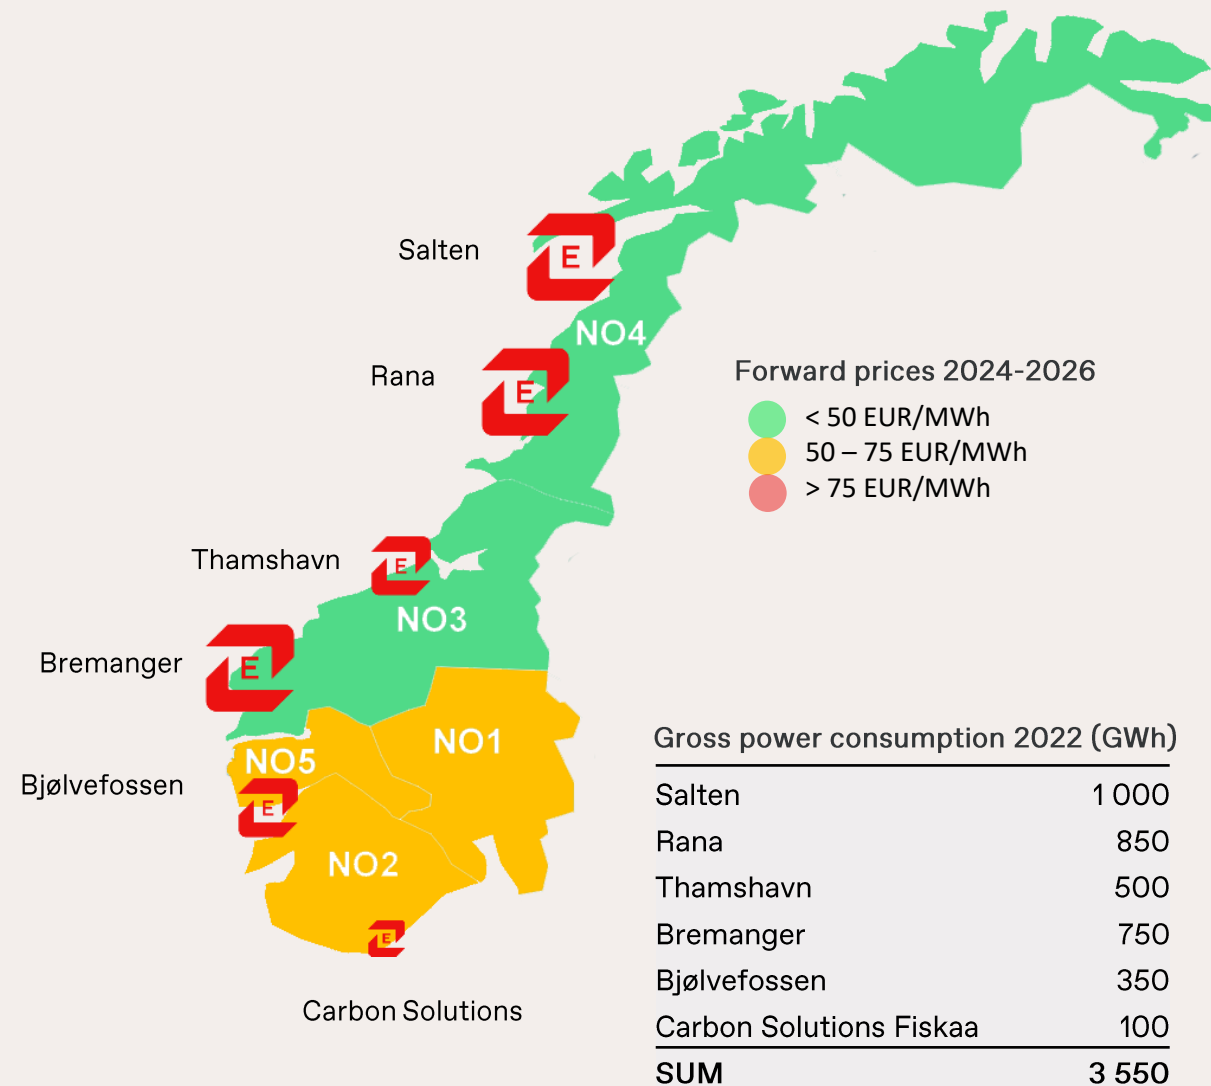 Salten
E
NO4
Rana
E
Forward prices 2024-2026
< 50 EUR/MWh
50 – 75 EUR/MWh
> 75 EUR/MWh
Thamshavn
E
NO3
Bremanger
E
NO1
NO5
Bjølvefossen
E
NO2
E
Carbon Solutions
Gross power consumption 2022 (GWh)
Salten 1 000
Rana 850
Thamshavn 500
Bremanger 750
Bjølvefossen 350
Carbon Solutions Fiskaa 100
SUM 3 550